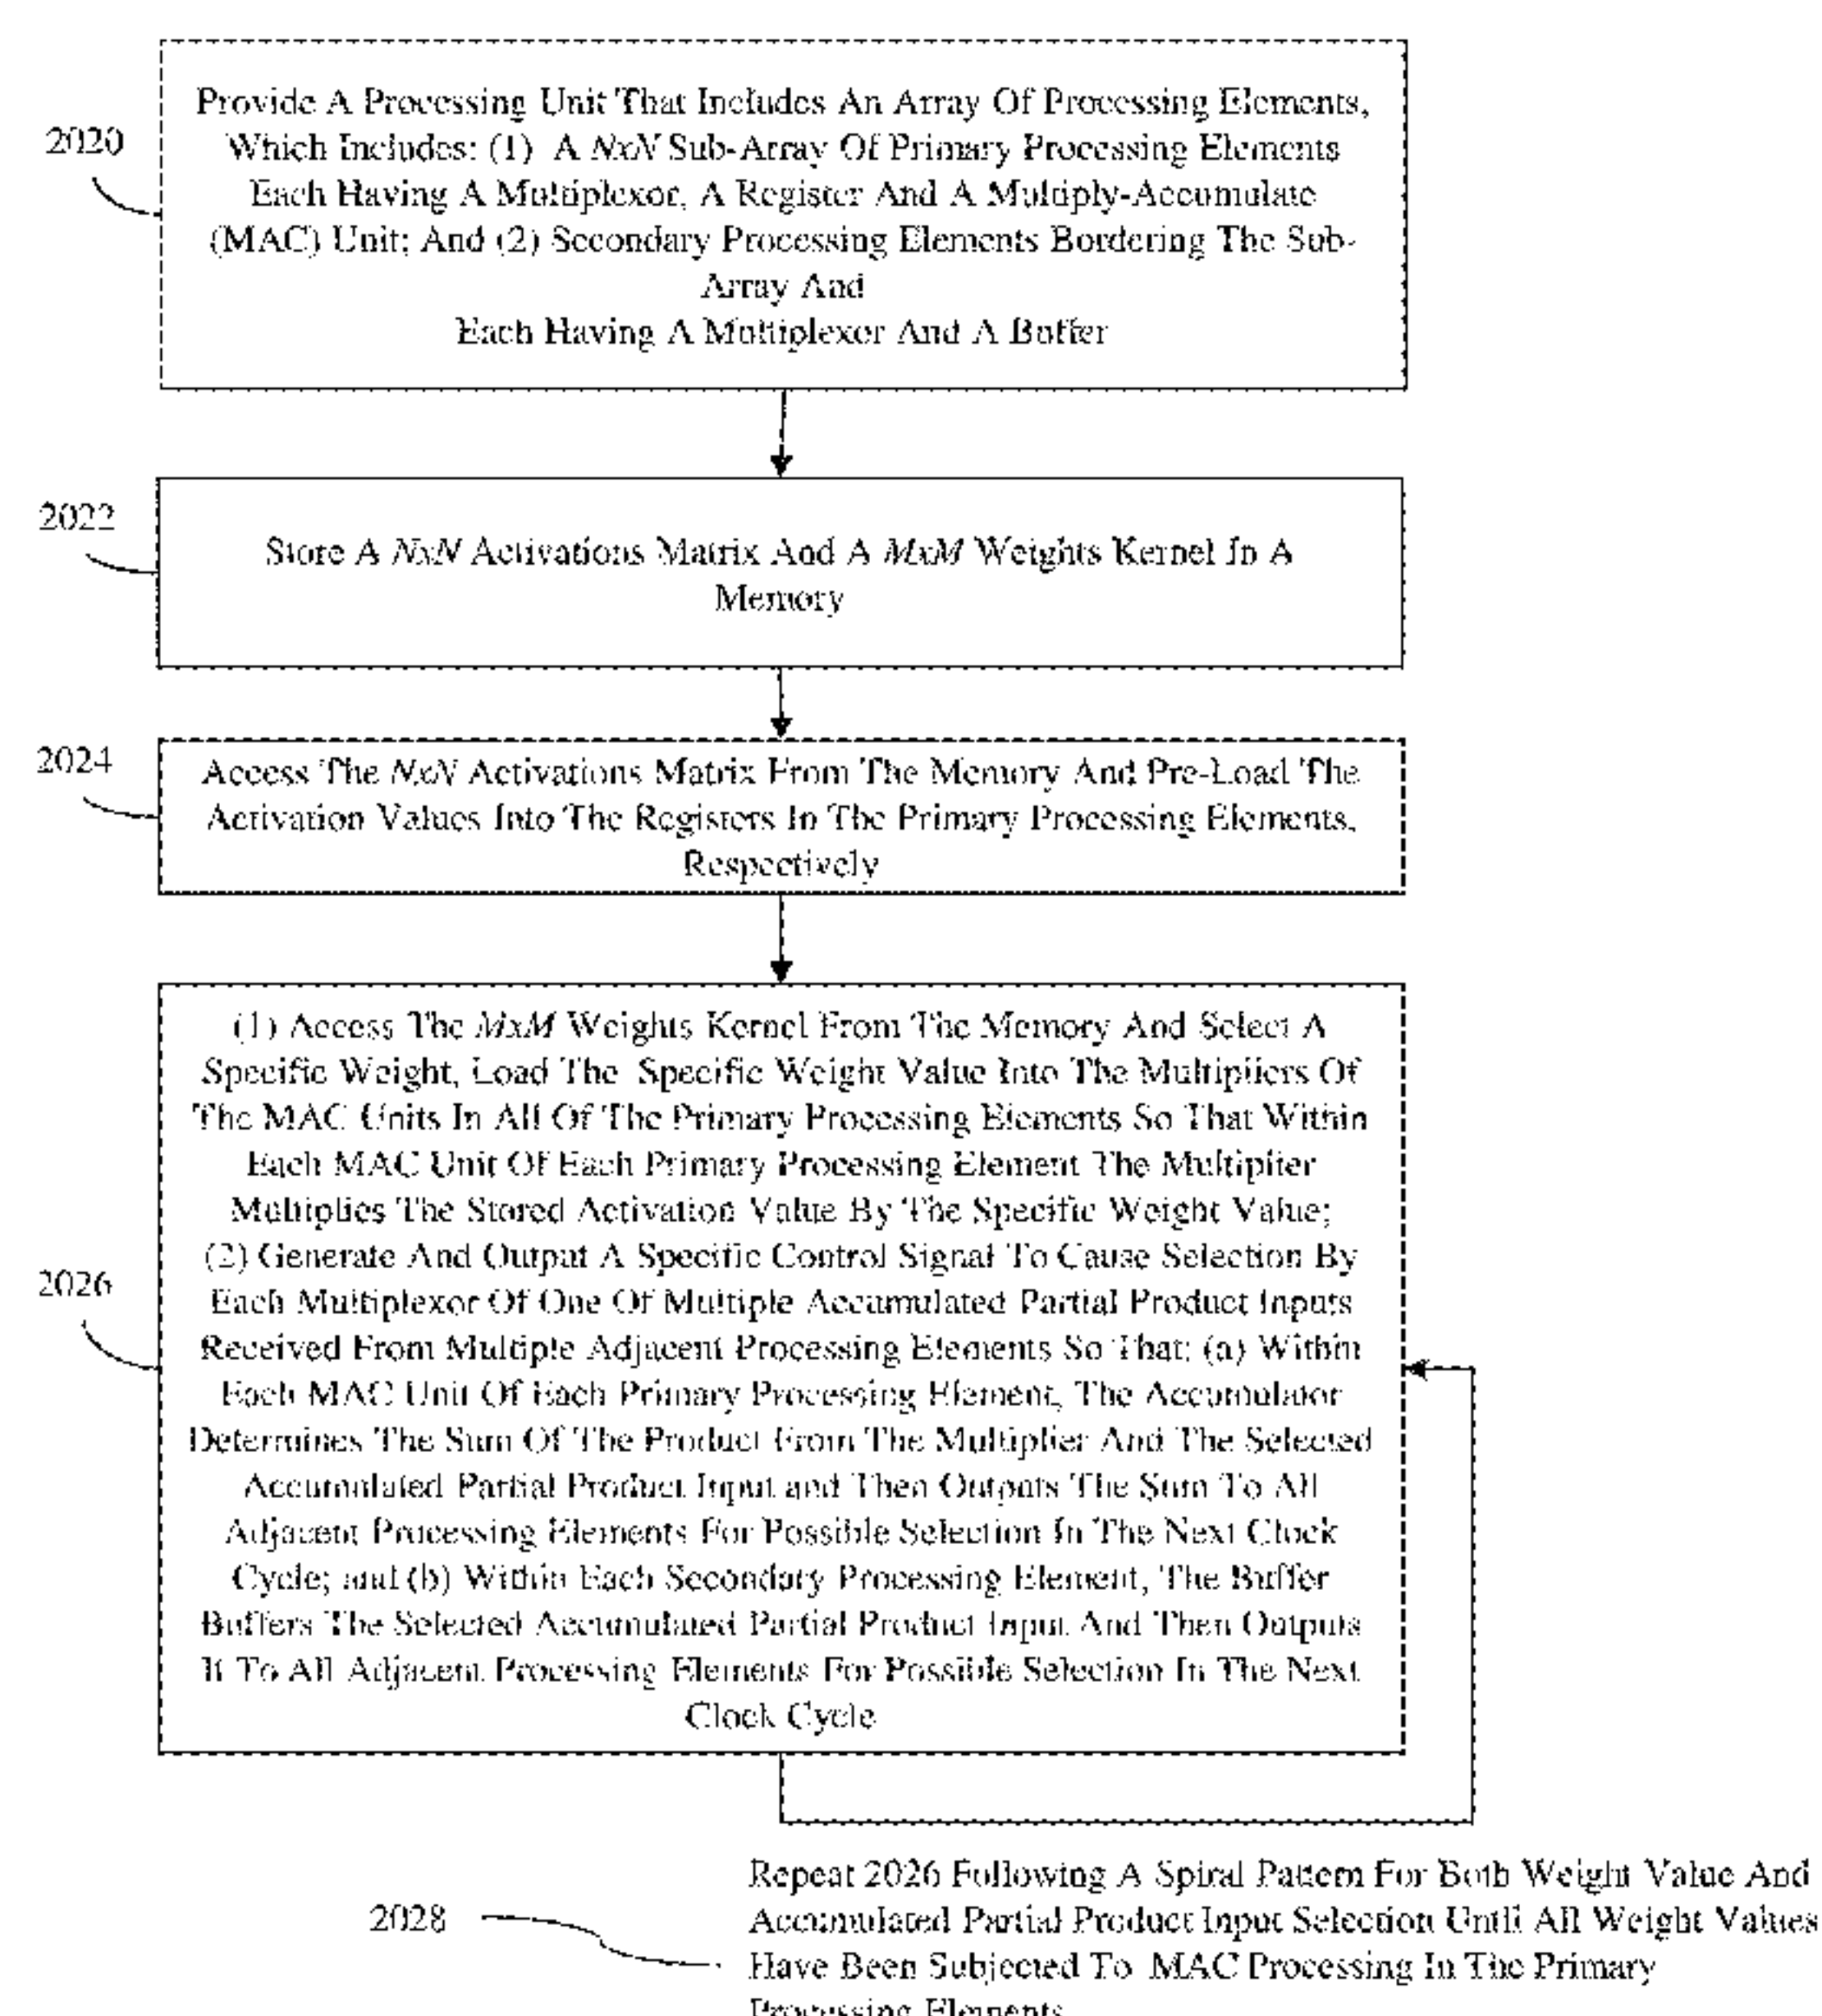 2020
Provide A Processing Unit That Includes An Array Of Processing Elements,
Which Includes: (1) A NxN Sub-Array Of Primary Processing Elements
Each Having A Multiplexor, A Register And A Multiply-Accumulate
(MAC) Unit; And (2) Secondary Processing Elements Bordering The Sub-
Array And
Each Having A Multiplexor And A Buffer
2022
Store A NxN Activations Matrix And A MxM Weights Kernel In A
Memory
2024
Access The NxN Activations Matrix From The Memory And Pre-Load The
Activation Values Into The Registers In The Primary Processing Elements,
Respectively
2026
(1) Access The MxM Weights Kernel From The Memory And Select A
Specific Weight, Load The Specific Weight Value Into The Multipliers Of
The MAC Units In All Of The Primary Processing Elements So That Within
Each MAC Unit Of Each Primary Processing Element The Multiplier
Multiplies The Stored Activation Value By The Specific Weight Value;
(2) Generate And Output A Specific Control Signal To Cause Selection By
Each Multiplexor Of One Of Multiple Accumulated Partial Product Inputs
Received From Multiple Adjacent Processing Elements So That: (a) Within
Each MAC Unit Of Each Primary Processing Element, The Accumulator
Determines The Sum Of The Product From The Multiplier And The Selected
Accumulated Partial Product Input and Then Outputs The Sum To All
Adjacent Processing Elements For Possible Selection In The Next Clock
Cycle; and (b) Within Each Secondary Processing Element, The Buffer
Buffers The Selected Accumulated Partial Product Input And Then Outputs
It To All Adjacent Processing Elements For Possible Selection In The Next
Clock Cycle
2028
Repeat 2026 Following A Spiral Pattern For Both Weight Value And
Accumulated Partial Product Input Selection Until All Weight Values
Have Been Subjected To MAC Processing In The Primary
Processing Elements